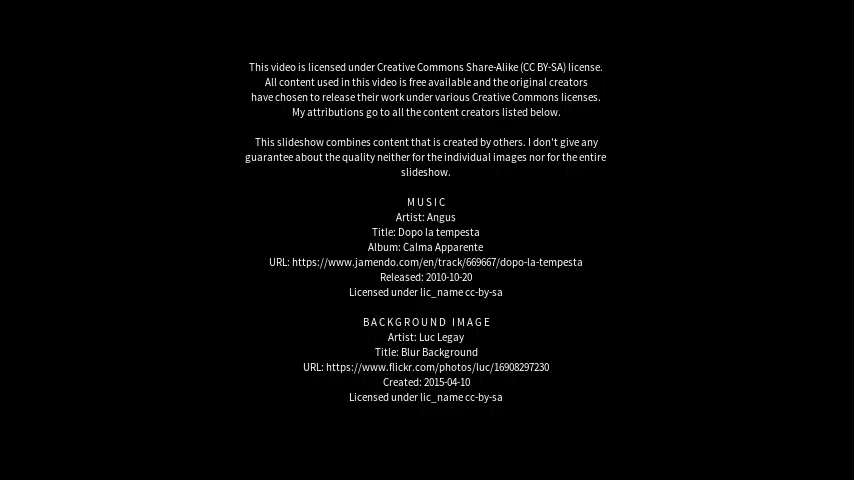 This video is licensed under Creative Commons Share-Alike (CC BY-SA) license.
All content used in this video is free available and the original creators
have chosen to release their work under various Creative Commons licenses.
My attributions go to all the content creators listed below.
This slideshow combines content that is created by others. I don't give any
guarantee about the quality neither for the individual images nor for the entire
slideshow.
MUSIC
Artist: Angus
Title: Dopo la tempesta
Album: Calma Apparente
URL: https://www.jamendo.com/en/track/669667/dopo-la-tempesta
Released: 2010-10-20
Licensed under lic_name cc-by-sa
BACKGROUND IMAGE
Artist: Luc Legay
Title: Blur Background
URL: https://www.flickr.com/photos/luc/16908297230
Created: 2015-04-10
Licensed under lic_name cc-by-sa